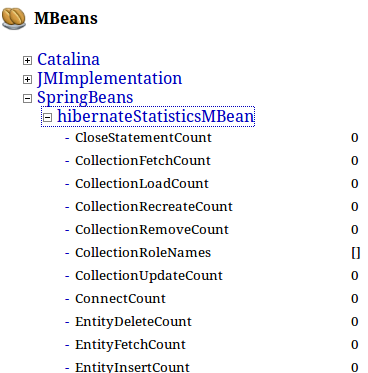 MBeans
Catalina
JMImplementation
SpringBeans
hibernateStatisticsMBean
- CloseStatementCount 0
- CollectionFetchCount 0
- CollectionLoadCount 0
- CollectionRecreateCount 0
- CollectionRemoveCount 0
- CollectionRoleNames []
- CollectionUpdateCount 0
- ConnectCount 0
- EntityDeleteCount 0
- EntityFetchCount 0
- EntityInsertCount 0